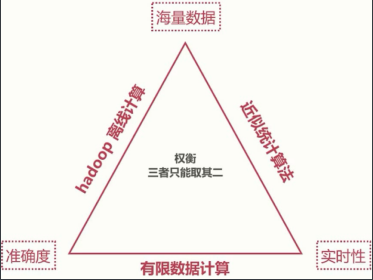 海量数据
hadoop 离线计算
近似统计算法
权衡
三者只能取其二
准确度
实时性
有限数据计算